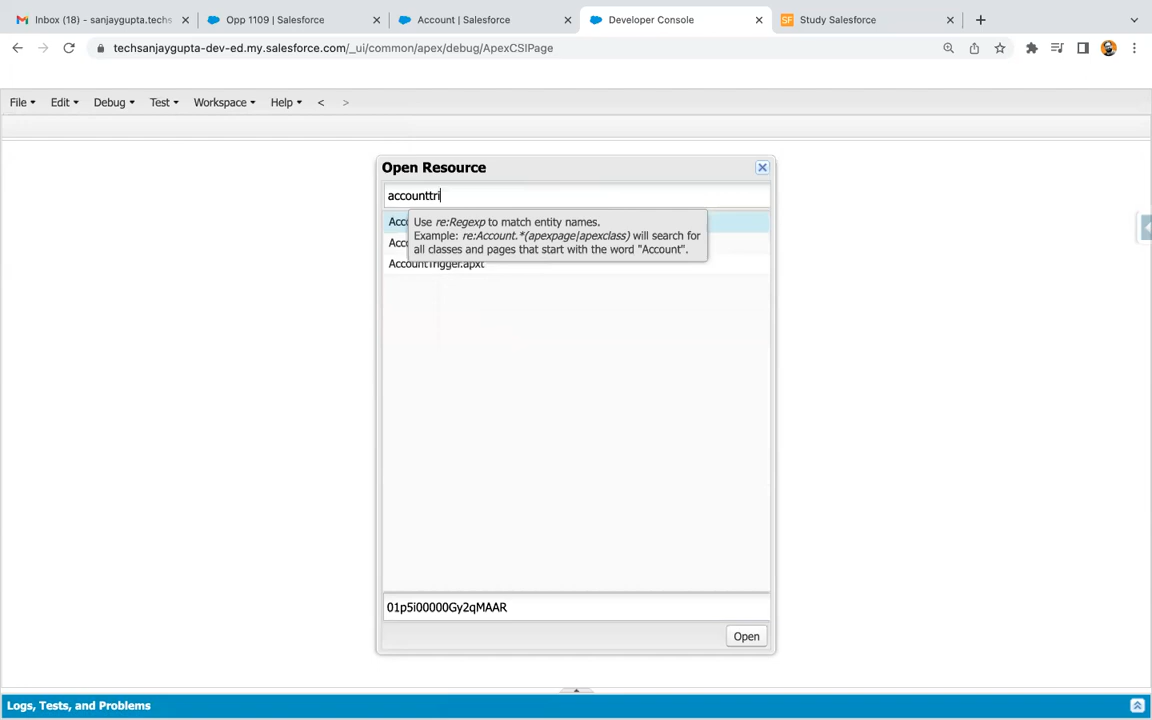 Inbox (18) - sanjaygupta.techs
Opp 1109 | Salesforce
Account | Salesforce
Developer Console
SF Study Salesforce
techsanjaygupta-dev-ed.my.salesforce.com/_ui/common/apex/debug/ApexCSIPage
File Edit Debug Test Workspace Help < >
Open Resource
accounttri
Acco
Use re:Regexp to match entity names.
Example: re:Account.*(apexpage|apexclass) will search for
all classes and pages that start with the word "Account".
Acco
AccountTrigger.apxt
01p5i00000Gy2qMAAR
Open
Logs, Tests, and Problems